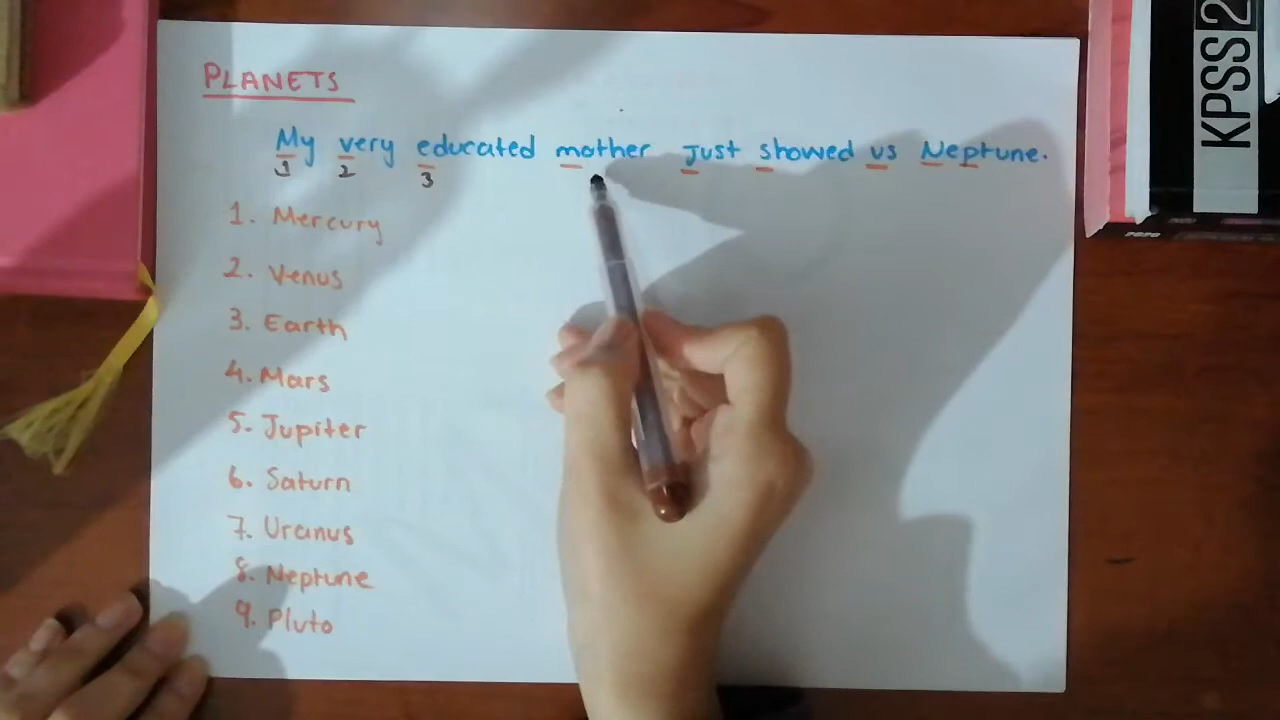 PLANETS
My very educated mother just showed us Neptune.
1 2 3
1. Mercury
2. Venus
3. Earth
4. Mars
5. Jupiter
6. Saturn
7. Uranus
8. Neptune
9. Pluto
KPSS2